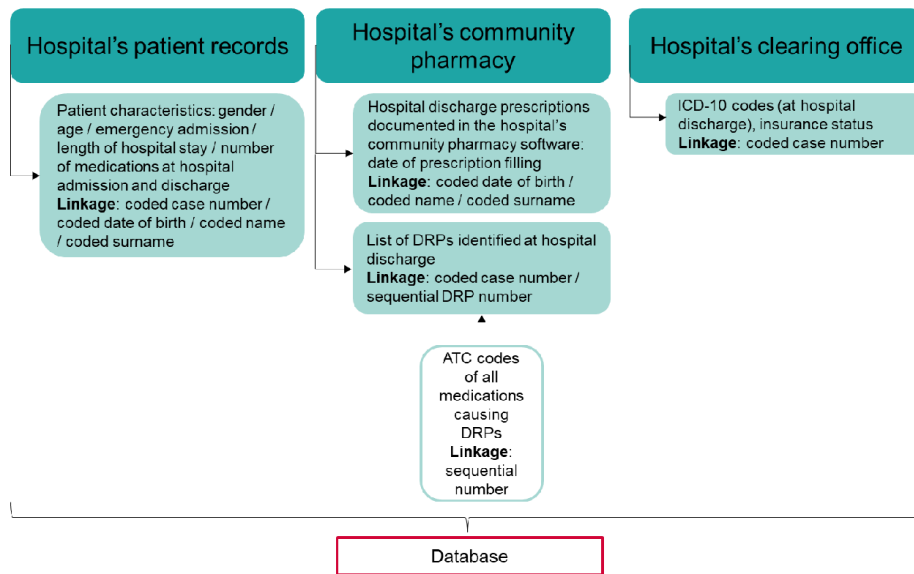 Hospital's patient records
Patient characteristics: gender /
age / emergency admission /
length of hospital stay / number
of medications at hospital
admission and discharge
Linkage: coded case number /
coded date of birth / coded name
/ coded surname
Hospital's community
pharmacy
Hospital discharge prescriptions
documented in the hospital's
community pharmacy software:
date of prescription filling
Linkage: coded date of birth /
coded name / coded surname
List of DRPs identified at hospital
discharge
Linkage: coded case number /
sequential DRP number
ATC codes
of all
medications
causing
DRPs
Linkage:
sequential
number
Hospital's clearing office
ICD-10 codes (at hospital
discharge), insurance status
Linkage: coded case number
Database